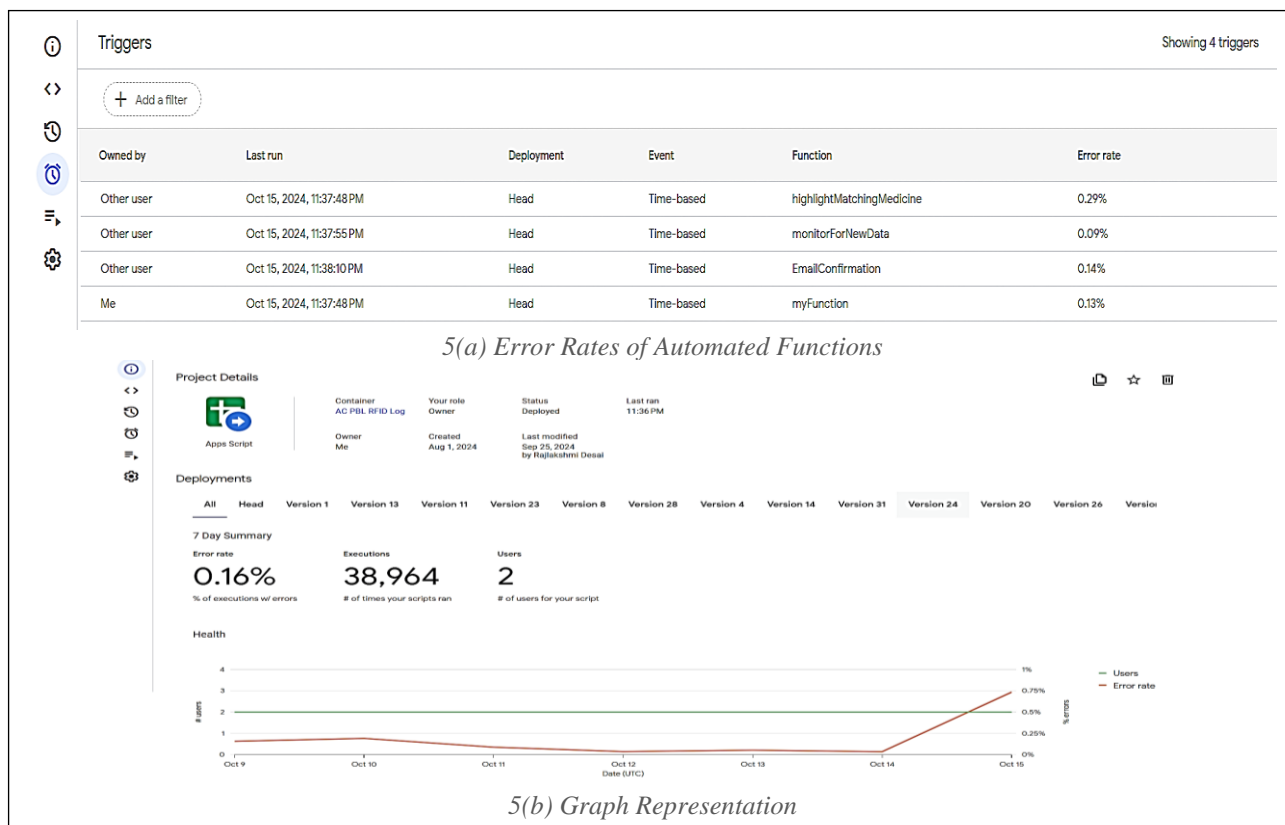 Triggers
Showing 4 triggers
+ Add a filter
Owned by Last run Deployment Event Function Error rate
Other user Oct 15, 2024, 11:37:48 PM Head Time-based highlightMatchingMedicine 0.29%
Other user Oct 15, 2024, 11:37:55 PM Head Time-based monitorForNewData 0.09%
Other user Oct 15, 2024, 11:38:10 PM Head Time-based EmailConfirmation 0.14%
Me Oct 15, 2024, 11:37:48 PM Head Time-based myFunction 0.13%
5(a) Error Rates of Automated Functions
Project Details
Container Your role Status Last ran
AC PBL RFID Log Owner Deployed 11:36 PM
Apps Script
Owner Created Last modified
Me Aug 1, 2024 Sep 25, 2024
by Rajlakshmi Desai
Deployments
All Head Version 1 Version 13 Version 11 Version 23 Version 8 Version 28 Version 4 Version 14 Version 31 Version 24 Version 20 Version 26 Versio
7 Day Summary
Error rate Executions Users
0.16% 38,964 2
% of executions w/ errors # of times your scripts ran # of users for your script
Health
4 1%
3 0.75%
2 0.5%
1 0.25%
0 0%
# users
% errors
Users
Error rate
Oct 9 Oct 10 Oct 11 Oct 12 Oct 13 Oct 14 Oct 15
Date (UTC)
5(b) Graph Representation